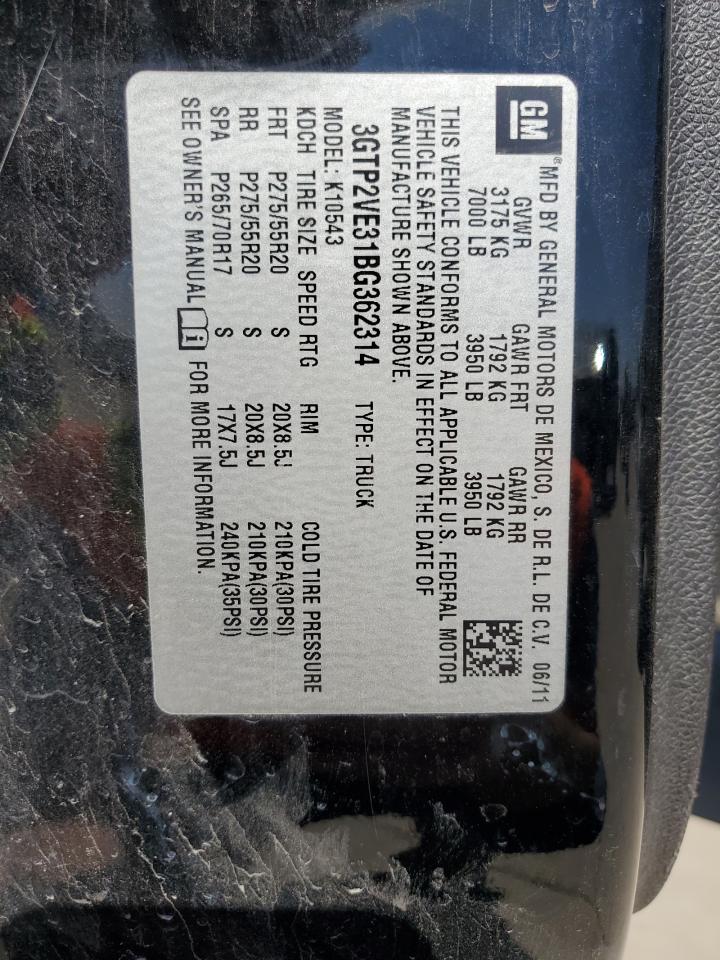 GM ® MFD BY GENERAL MOTORS DE MEXICO, S. DE R.L. DE C.V. 06/11
GVWR GAWR FRT GAWR RR
3175 KG 1792 KG 1792 KG
7000 LB 3950 LB 3950 LB
THIS VEHICLE CONFORMS TO ALL APPLICABLE U.S. FEDERAL MOTOR
VEHICLE SAFETY STANDARDS IN EFFECT ON THE DATE OF
MANUFACTURE SHOWN ABOVE.
3GTP2VE31BG362314 TYPE: TRUCK
MODEL: K10543
KDCH TIRE SIZE SPEED RTG RIM COLD TIRE PRESSURE
FRT P275/55R20 S 20X8.5J 210KPA(30PSI)
RR P275/55R20 S 20X8.5J 210KPA(30PSI)
SPA P265/70R17 S 17X7.5J 240KPA(35PSI)
SEE OWNER'S MANUAL i FOR MORE INFORMATION.